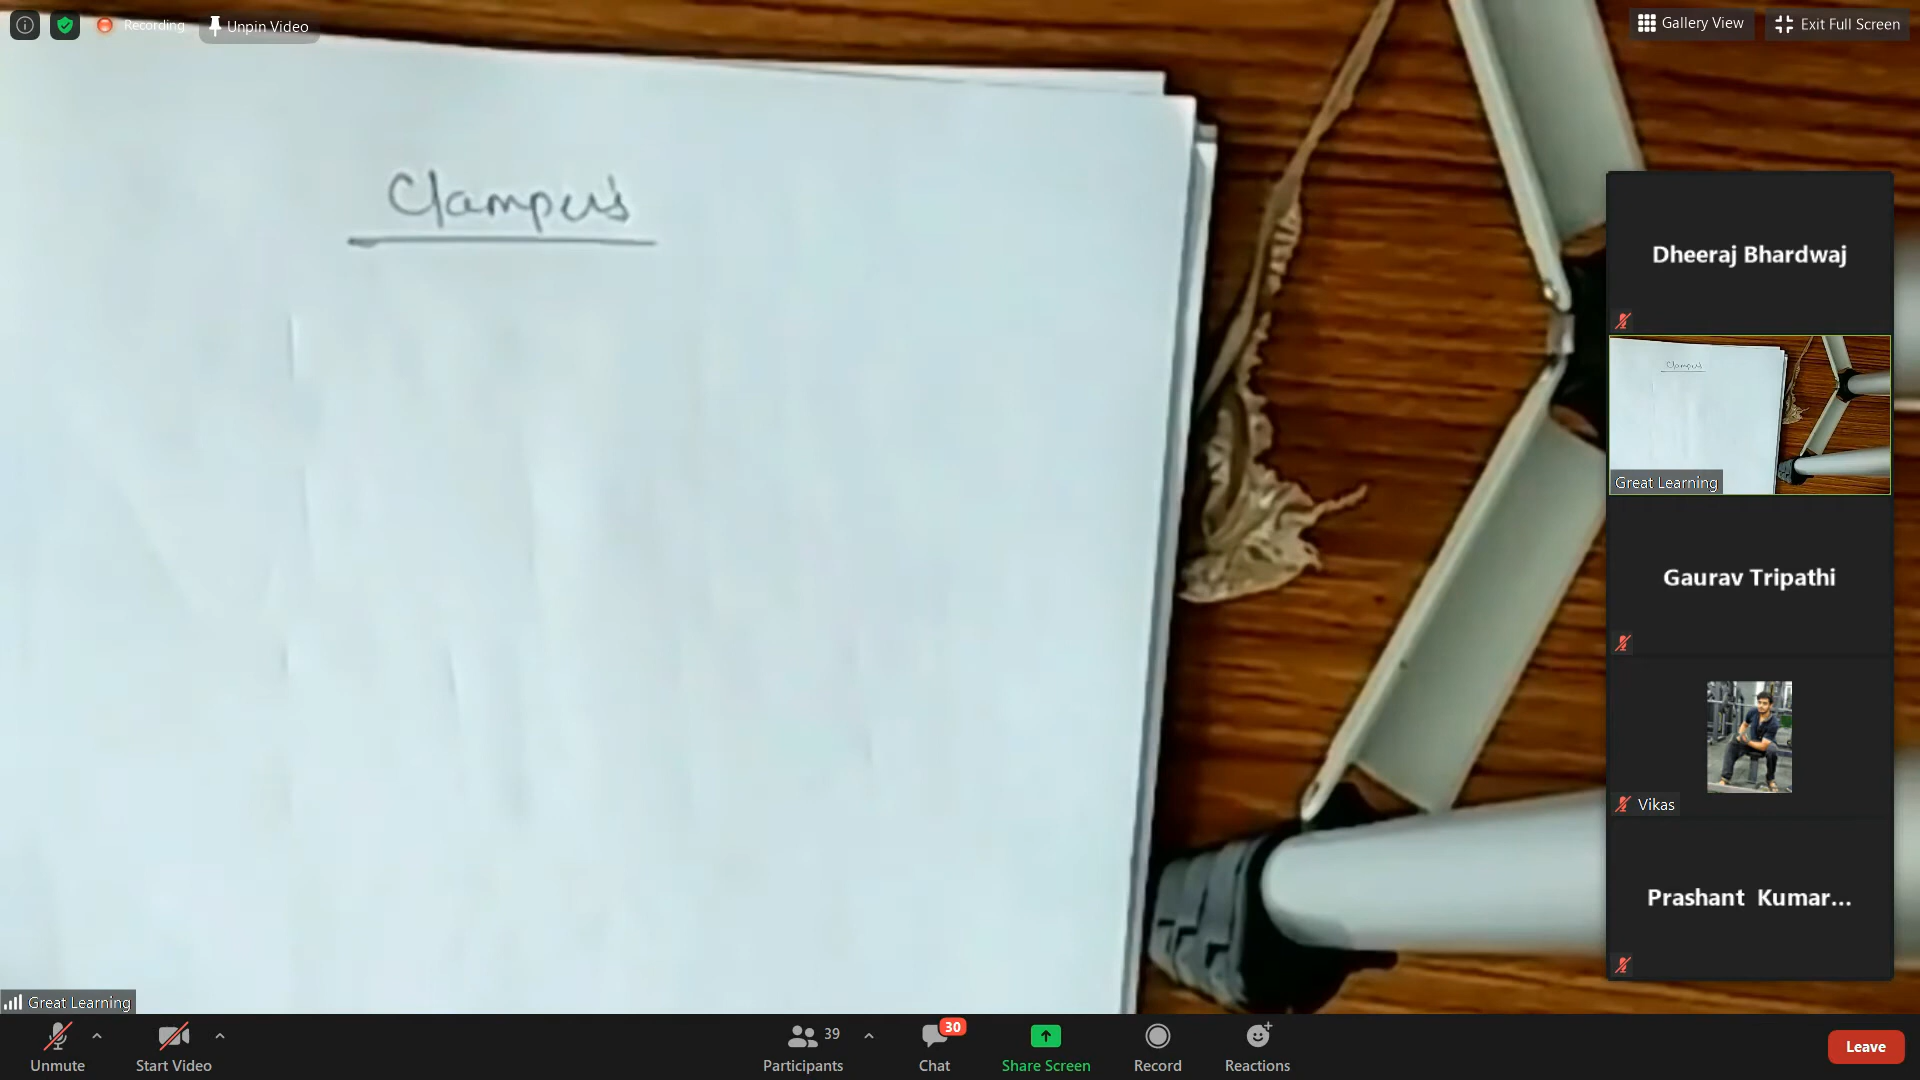 Recording
Unpin Video
Gallery View
Exit Full Screen
Clampers
Dheeraj Bhardwaj
Clampers
Great Learning
Gaurav Tripathi
Vikas
Prashant Kumar...
Great Learning
Unmute
Start Video
Participants
39
Chat
30
Share Screen
Record
Reactions
Leave